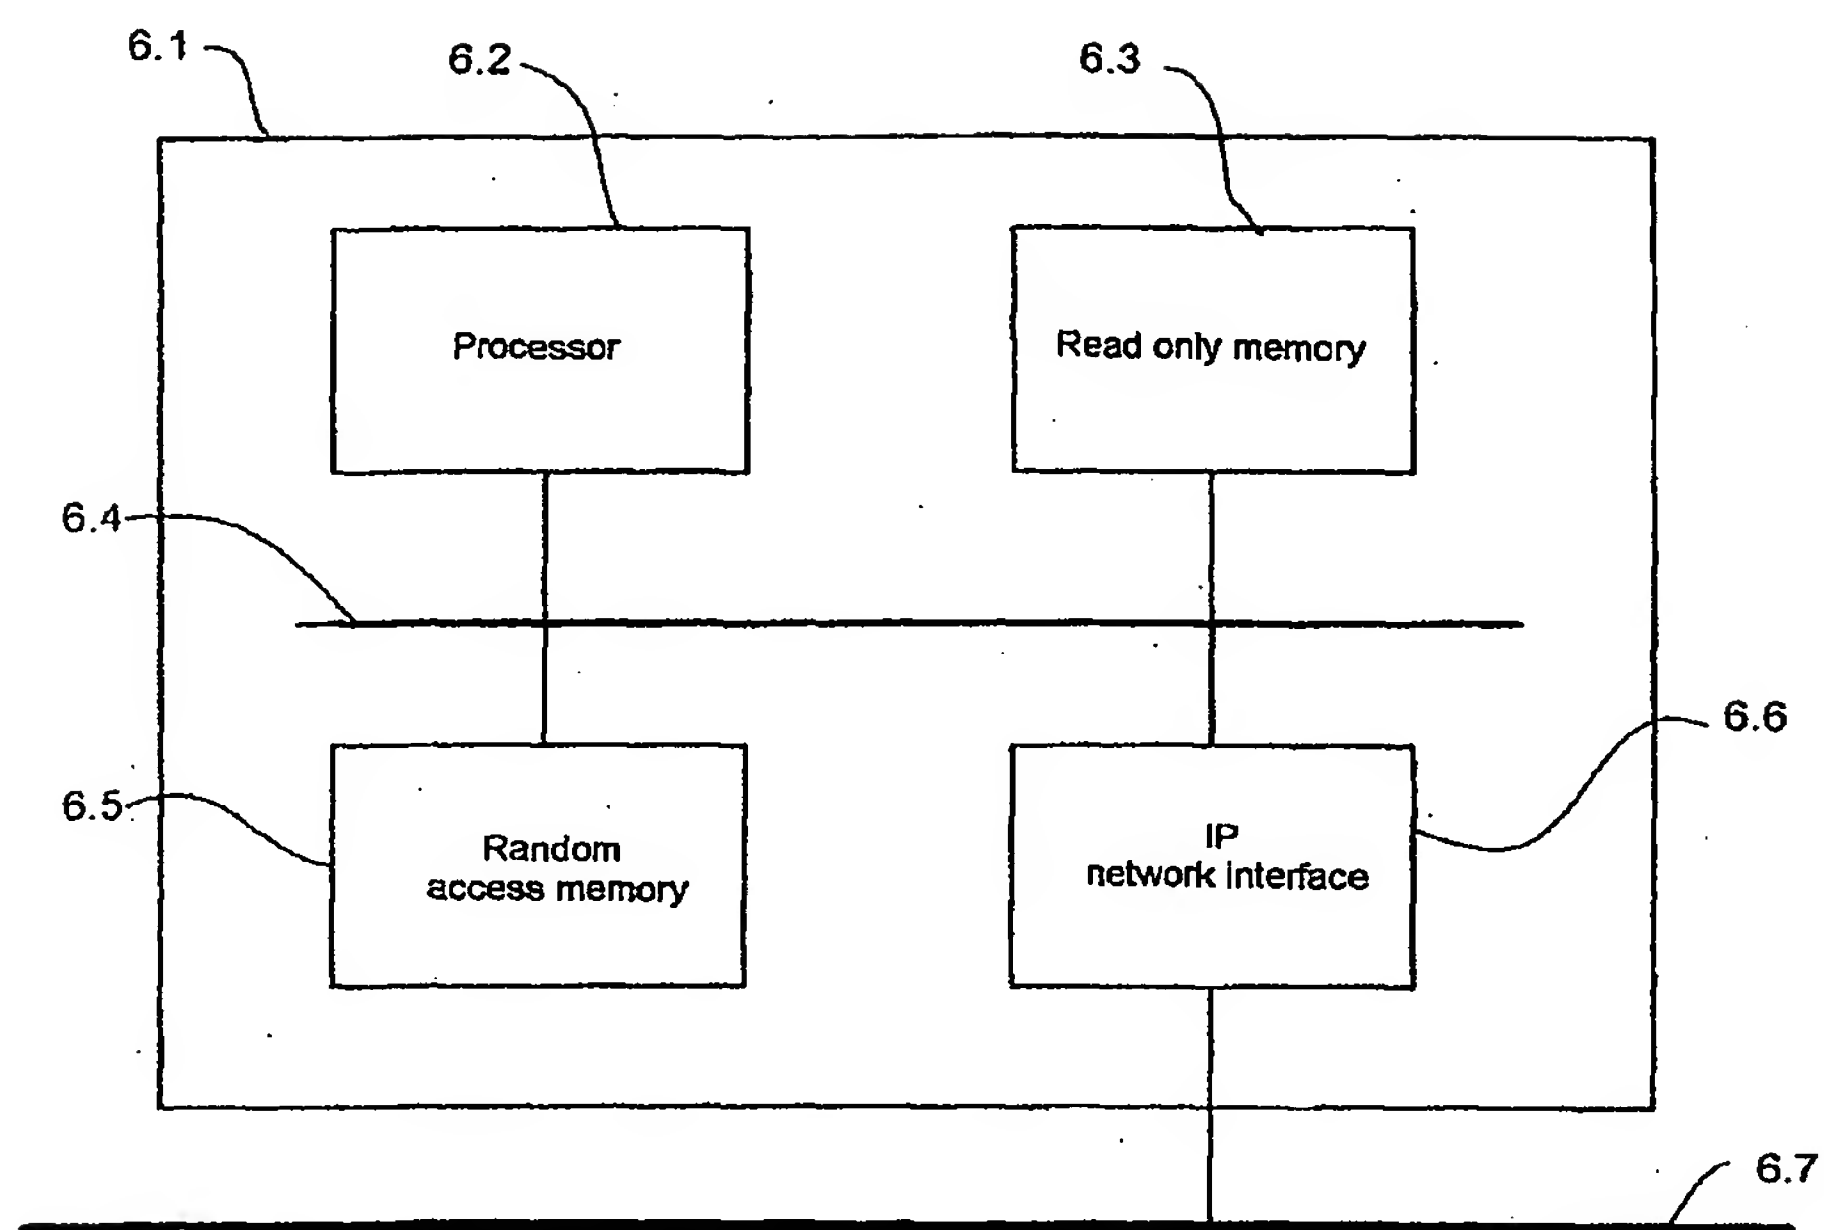 6.1
6.2
6.3
Processor
Read only memory
6.4
6.6
6.5
Random
access memory
IP
network interface
6.7